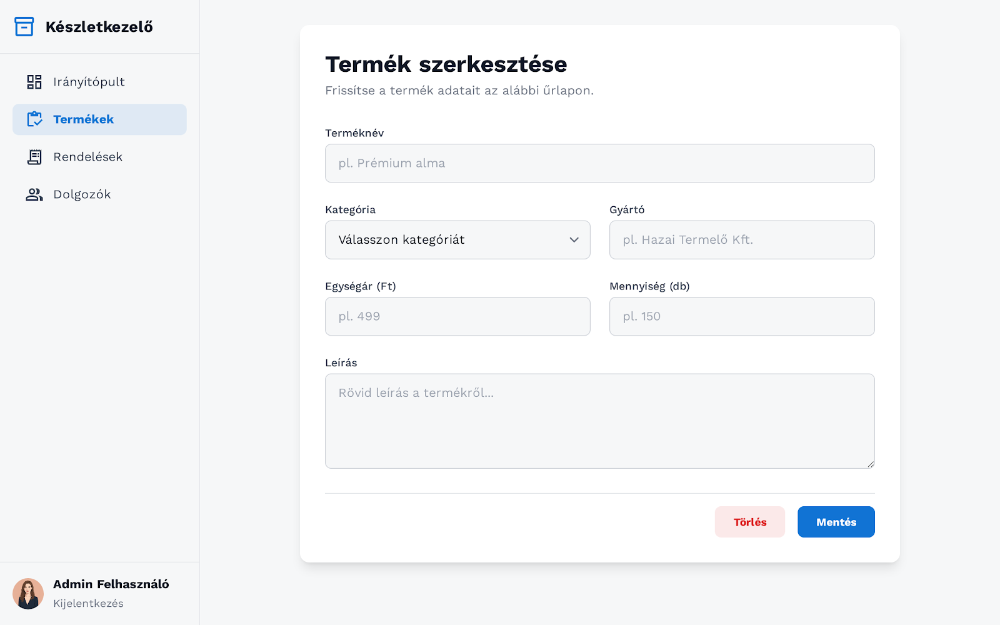 Készletkezelő
Irányítópult
Termékek
Rendelések
Dolgozók
Admin Felhasználó
Kijelentkezés
Termék szerkesztése
Frissítse a termék adatait az alábbi űrlapon.
Terméknév
pl. Prémium alma
Kategória
Válasszon kategóriát
Gyártó
pl. Hazai Termelő Kft.
Egységár (Ft)
pl. 499
Mennyiség (db)
pl. 150
Leírás
Rövid leírás a termékről...
Törlés
Mentés